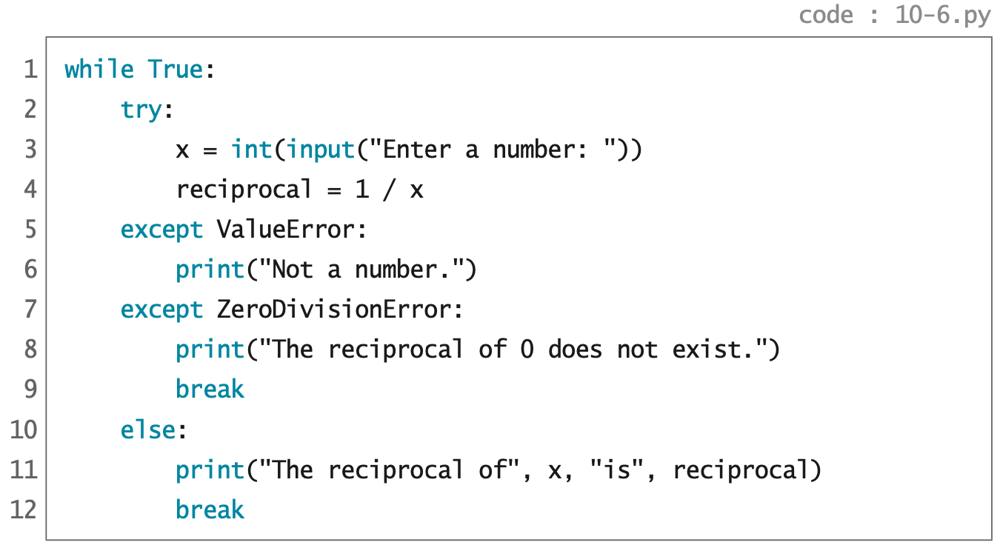 code : 10-6.py
1 while True:
2     try:
3         x = int(input("Enter a number: "))
4         reciprocal = 1 / x
5     except ValueError:
6         print("Not a number.")
7     except ZeroDivisionError:
8         print("The reciprocal of 0 does not exist.")
9         break
10     else:
11         print("The reciprocal of", x, "is", reciprocal)
12         break